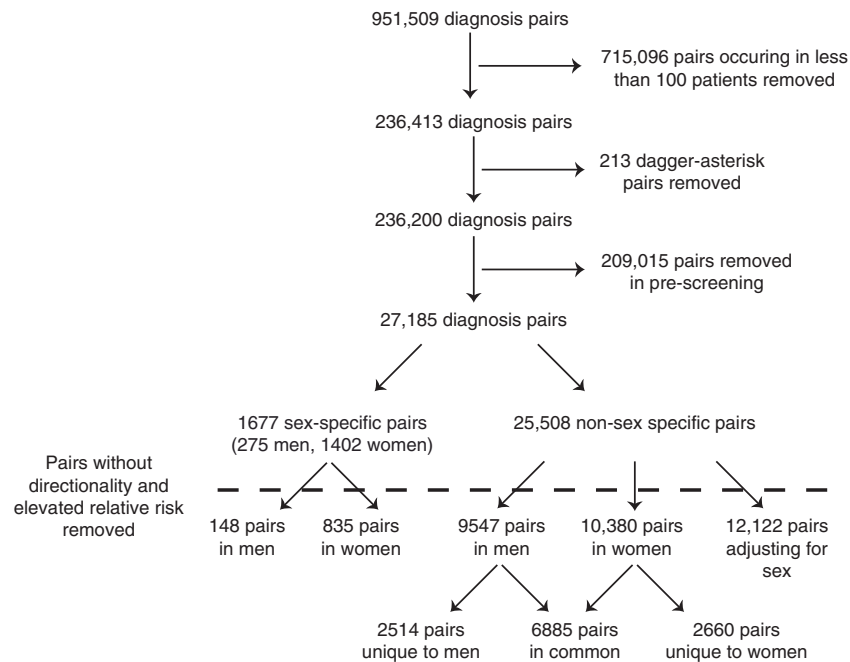 951,509 diagnosis pairs
715,096 pairs occuring in less
than 100 patients removed
236,413 diagnosis pairs
213 dagger-asterisk
pairs removed
236,200 diagnosis pairs
209,015 pairs removed
in pre-screening
27,185 diagnosis pairs
1677 sex-specific pairs
(275 men, 1402 women)
25,508 non-sex specific pairs
Pairs without
directionality and
elevated relative risk
removed
148 pairs
in men
835 pairs
in women
9547 pairs
in men
10,380 pairs
in women
12,122 pairs
adjusting for
sex
2514 pairs
unique to men
6885 pairs
in common
2660 pairs
unique to women